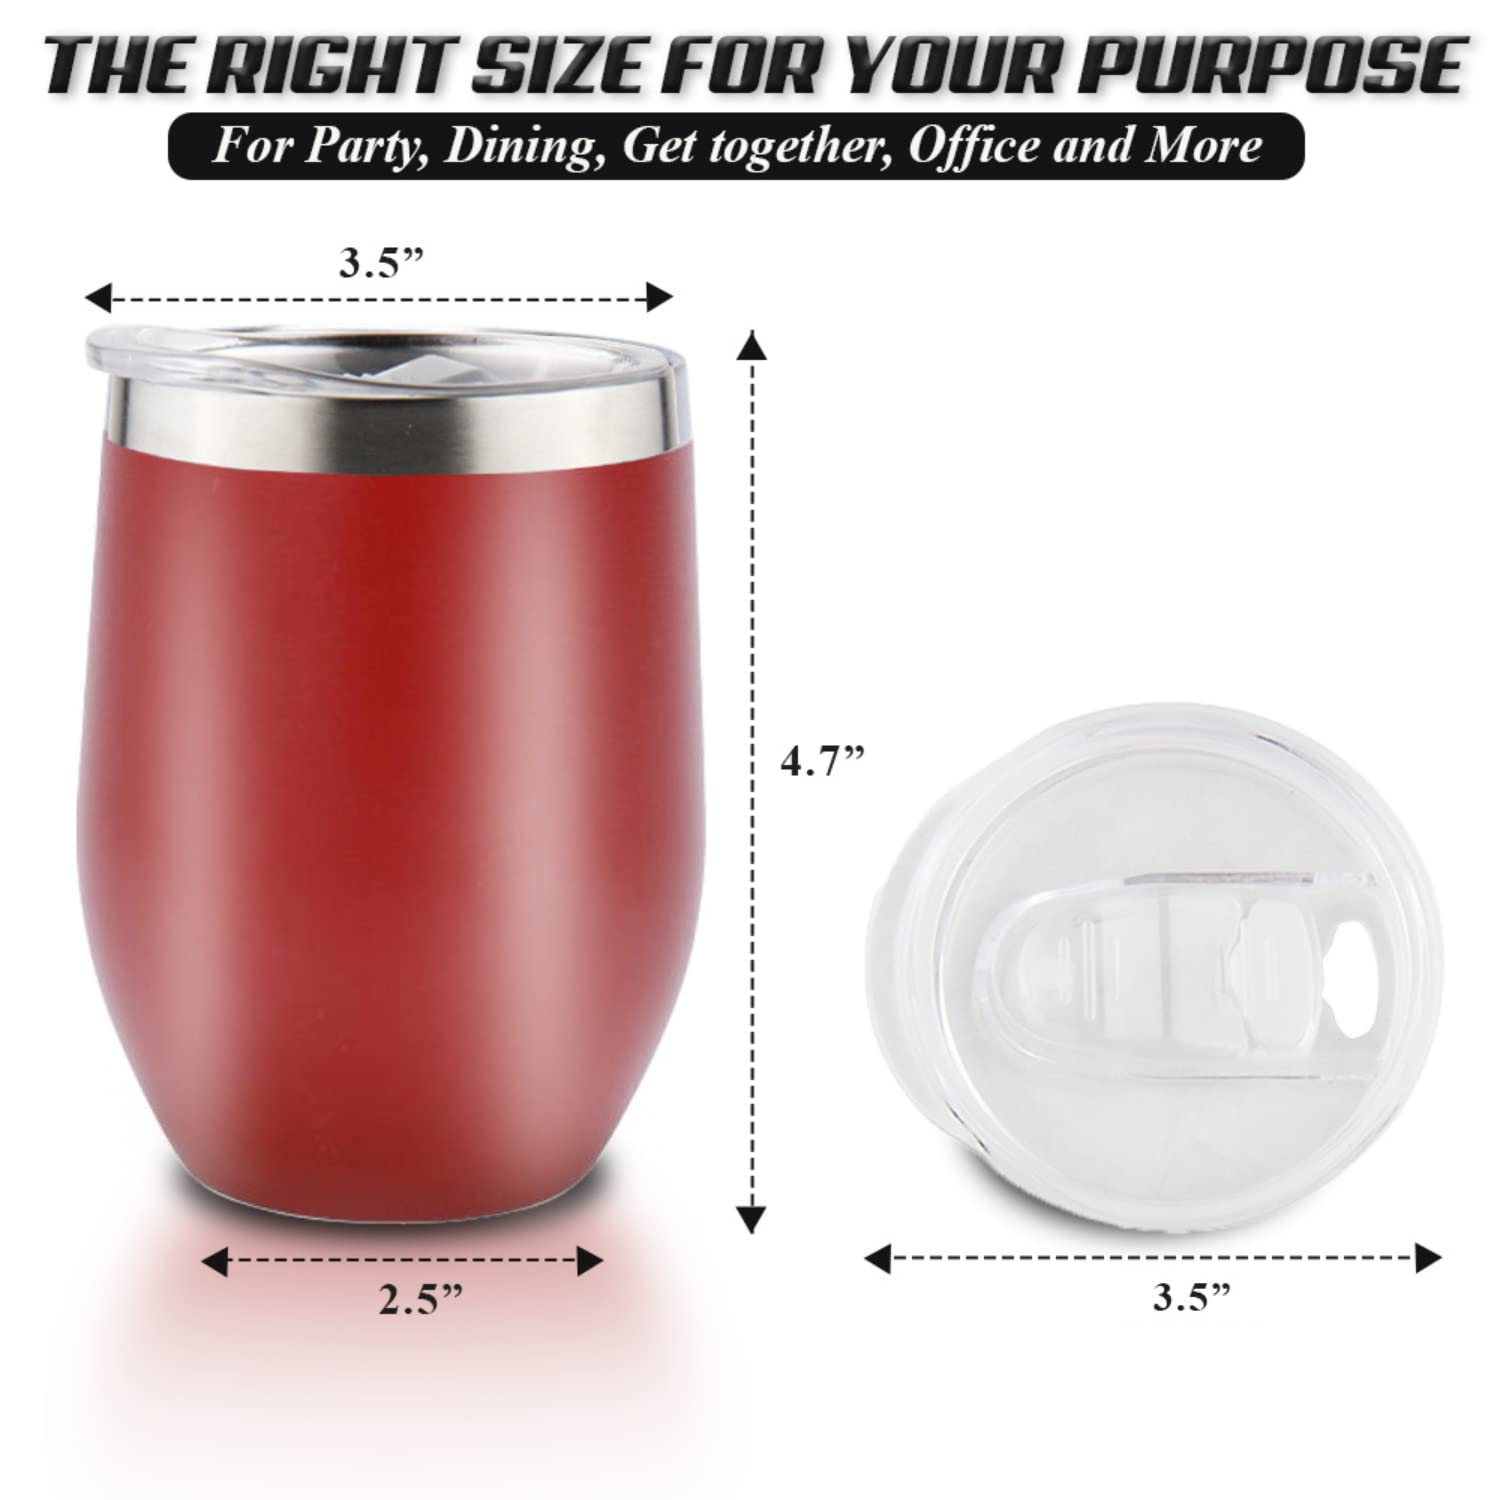 THE RIGHT SIZE FOR YOUR PURPOSE
For Party, Dining, Get together, Office and More
3.5”
4.7”
2.5”
3.5”